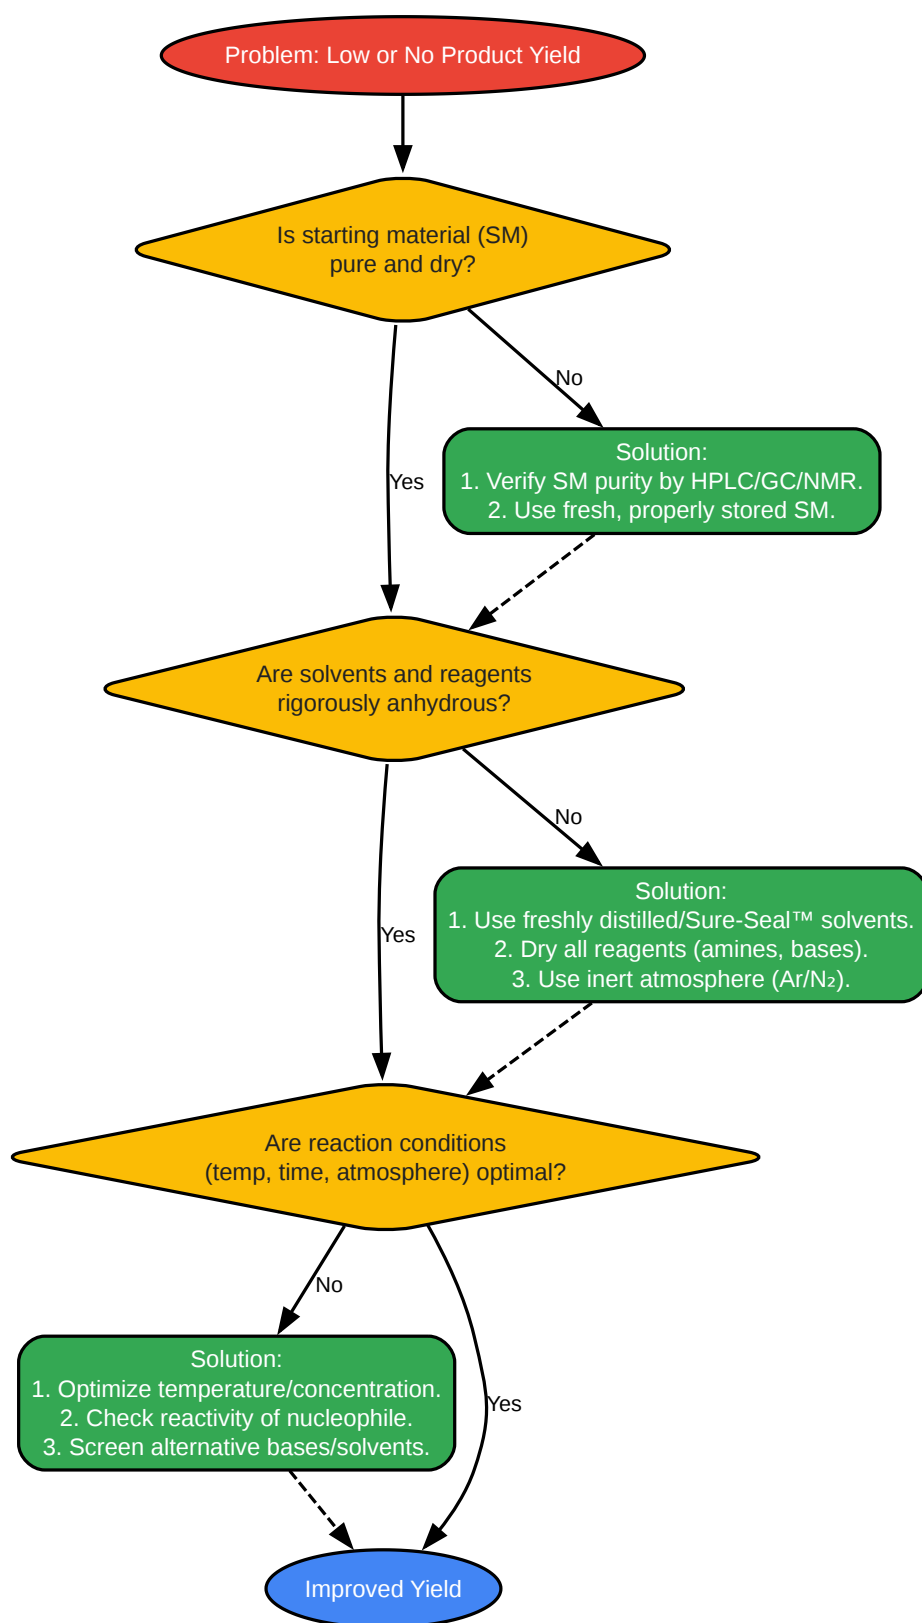 Problem: Low or No Product Yield
Is starting material (SM)
pure and dry?
No
Yes
Solution:
1. Verify SM purity by HPLC/GC/NMR.
2. Use fresh, properly stored SM.
Are solvents and reagents
rigorously anhydrous?
No
Yes
Solution:
1. Use freshly distilled/Sure-Seal™ solvents.
2. Dry all reagents (amines, bases).
3. Use inert atmosphere (Ar/N₂).
Are reaction conditions
(temp, time, atmosphere) optimal?
No
Yes
Solution:
1. Optimize temperature/concentration.
2. Check reactivity of nucleophile.
3. Screen alternative bases/solvents.
Improved Yield